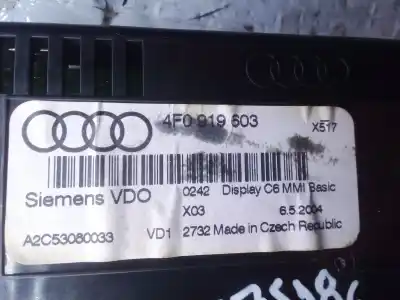 4F0 919 603
X517
Siemens VDO
0242 Display C6 MMI Basic
X03 6.5.2004
A2C53080033 VD1 2732 Made in Czech Republic